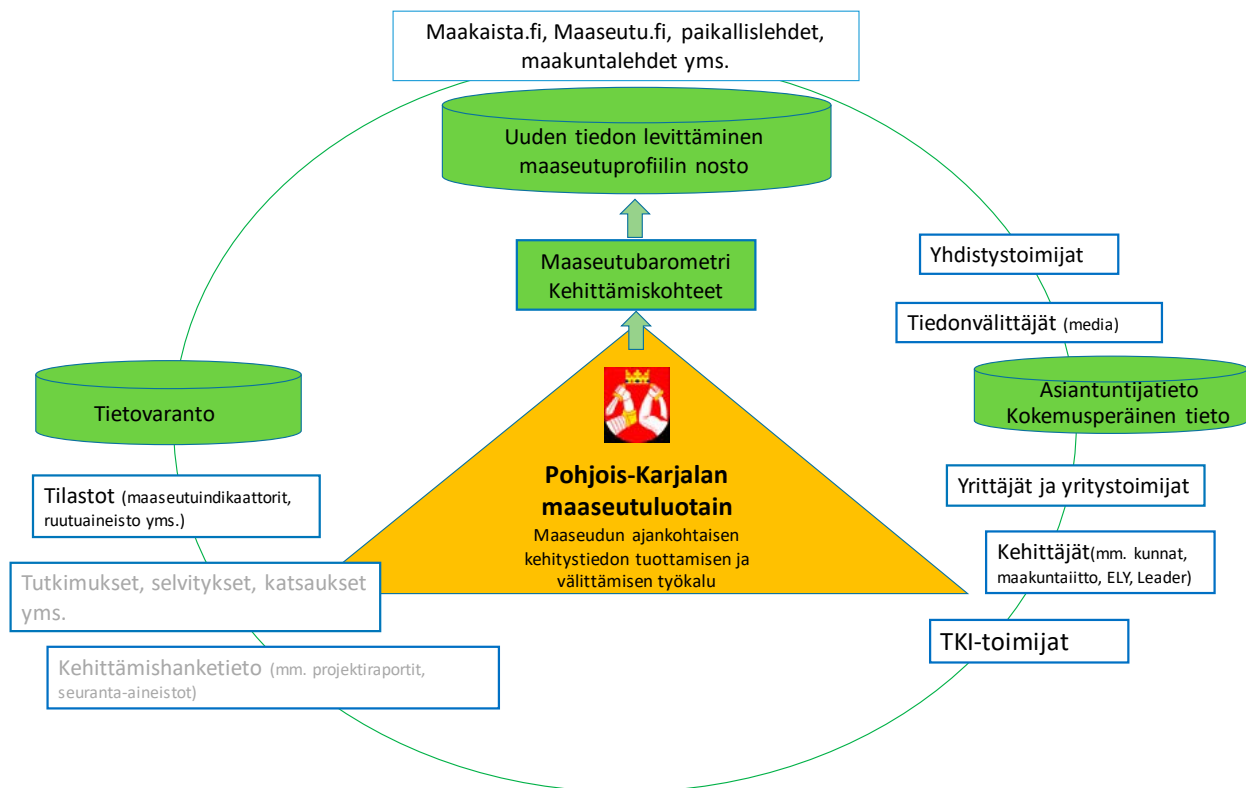 Maakaista.fi, Maaseutu.fi, paikallislehdet,
maakuntalehdet yms.
Uuden tiedon levittäminen
maaseutuprofiilin nosto
Maaseutubarometri
Kehittämiskohteet
Yhdistystoimijat
Tiedonvälittäjät (media)
Asiantuntijatieto
Kokemusperäinen tieto
Yrittäjät ja yritystoimijat
Kehittäjät(mm. kunnat,
maakuntaiitto, ELY, Leader)
TKI-toimijat
Tietovaranto
Tilastot (maaseutuindikaattorit,
ruutuaineisto yms.)
Tutkimukset, selvitykset, katsaukset
yms.
Kehittämishanketieto (mm. projektiraportit,
seuranta-aineistot)
Pohjois-Karjalan
maaseutuluotain
Maaseudun ajankohtaisen
kehitystiedon tuottamisen ja
välittämisen työkalu